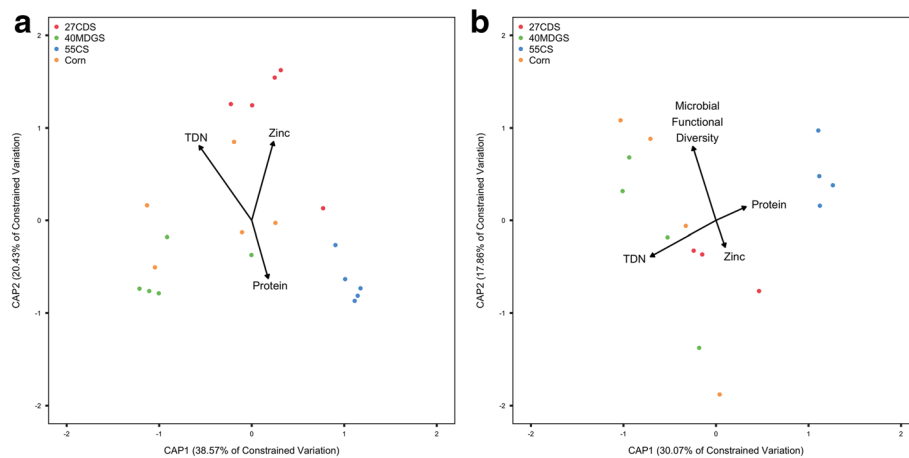 a
27CDS
40MDGS
55CS
Corn
2
1
0
-1
-2
CAP2 (20.43% of Constrained Variation)
TDN
Zinc
Protein
-2
-1
0
1
2
CAP1 (38.57% of Constrained Variation)
b
27CDS
40MDGS
55CS
Corn
2
1
0
-1
-2
CAP2 (17.86% of Constrained Variation)
Microbial
Functional
Diversity
Protein
TDN
Zinc
-2
-1
0
1
2
CAP1 (30.07% of Constrained Variation)